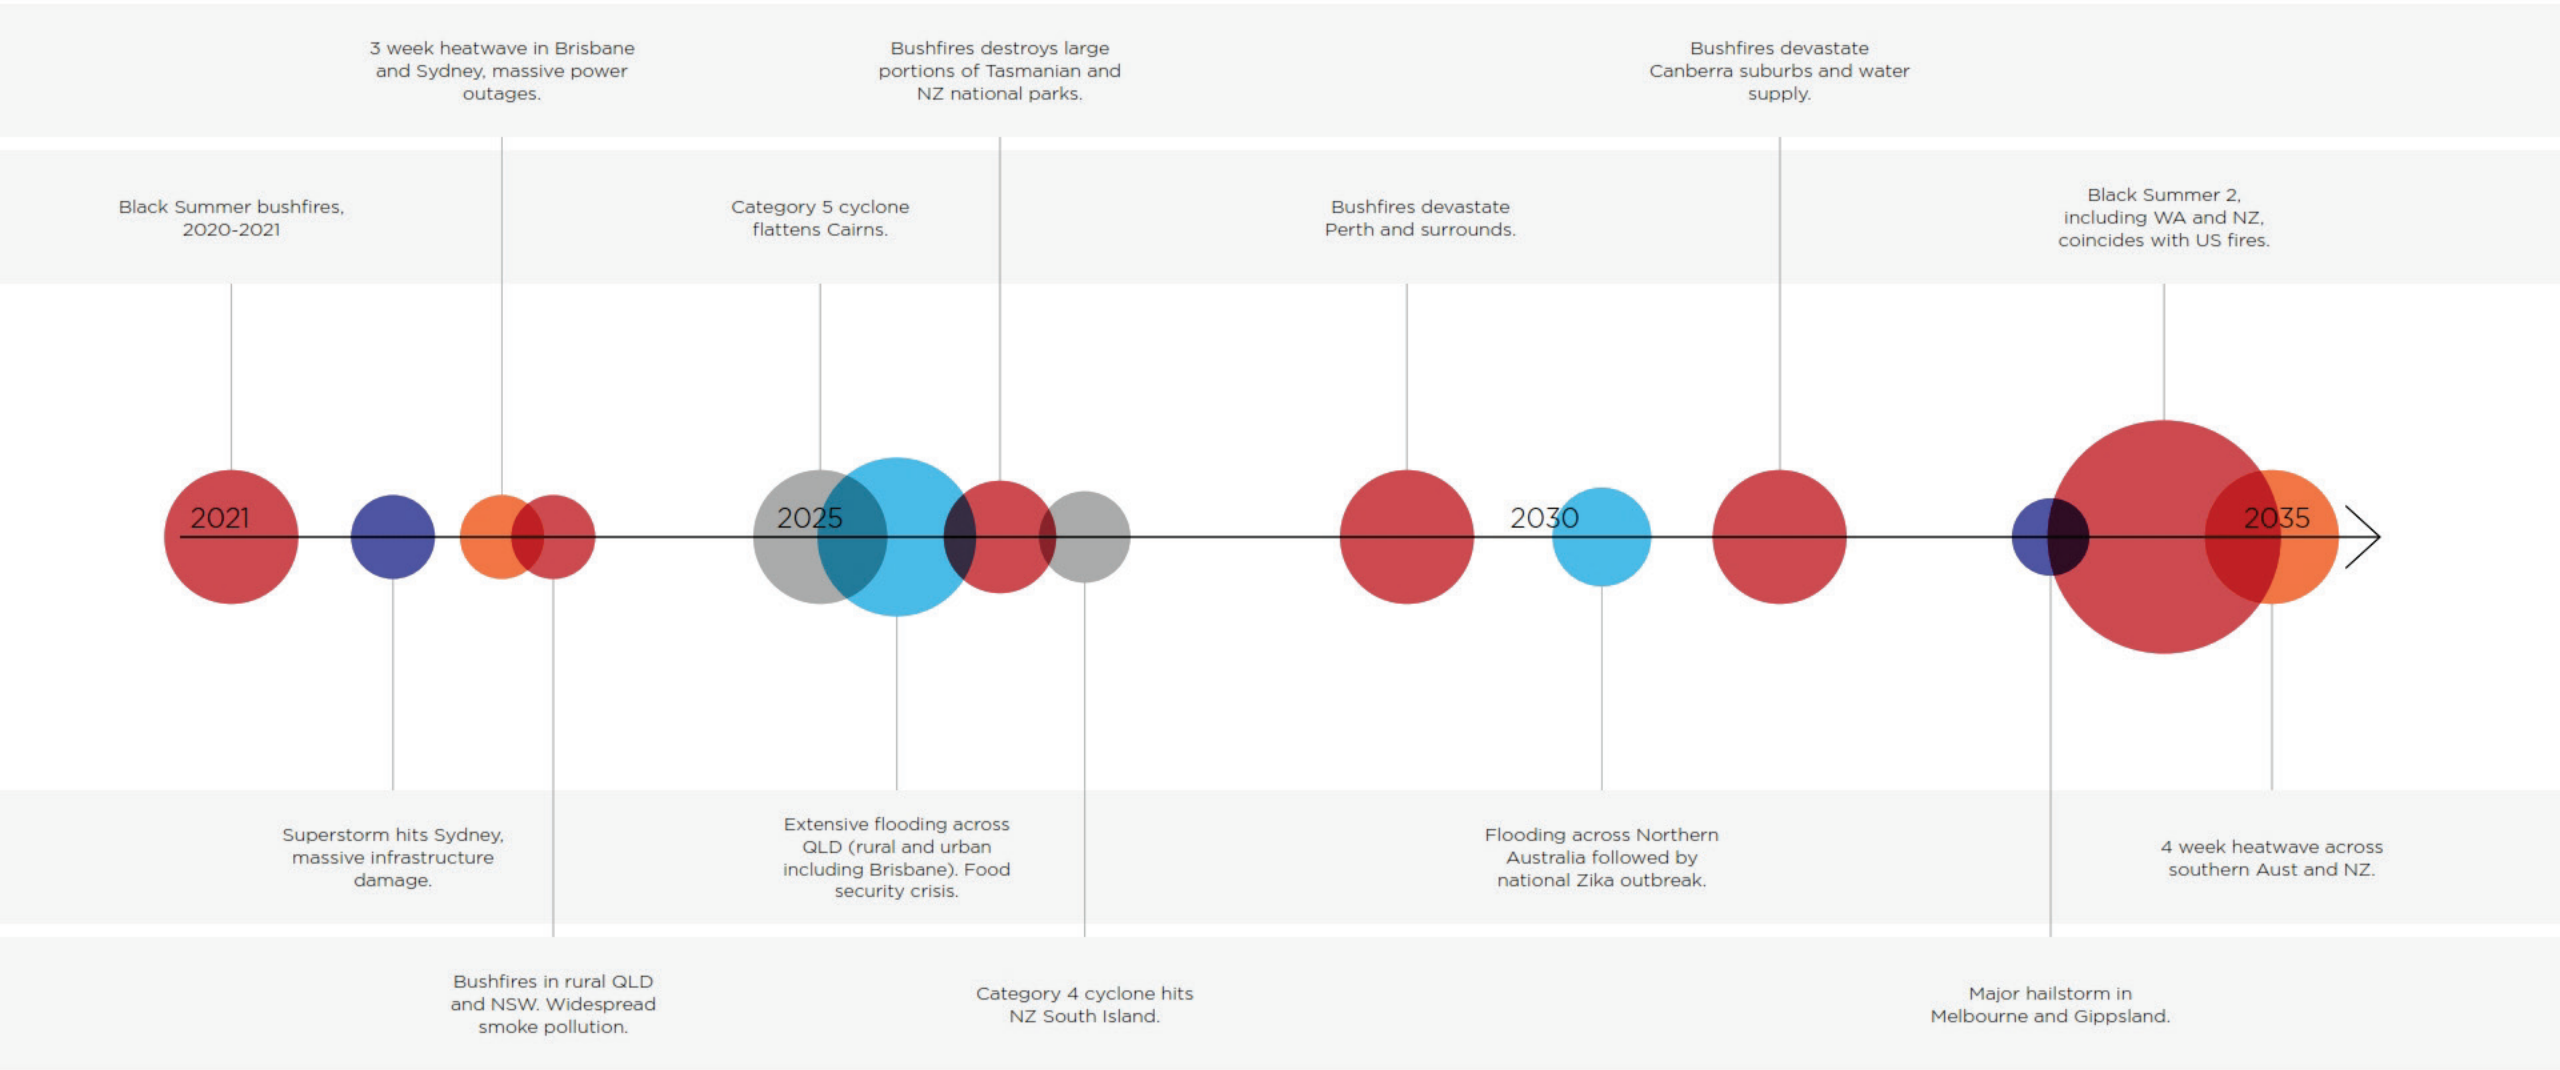 3 week heatwave in Brisbane
and Sydney, massive power
outages.
Bushfires destroys large
portions of Tasmanian and
NZ national parks.
Bushfires devastate
Canberra suburbs and water
supply.
Black Summer bushfires,
2020-2021
Category 5 cyclone
flattens Cairns.
Bushfires devastate
Perth and surrounds.
Black Summer 2,
including WA and NZ,
coincides with US fires.
2021
2025
2030
2035
Superstorm hits Sydney,
massive infrastructure
damage.
Extensive flooding across
QLD (rural and urban
including Brisbane). Food
security crisis.
Flooding across Northern
Australia followed by
national Zika outbreak.
4 week heatwave across
southern Aust and NZ.
Bushfires in rural QLD
and NSW. Widespread
smoke pollution.
Category 4 cyclone hits
NZ South Island.
Major hailstorm in
Melbourne and Gippsland.